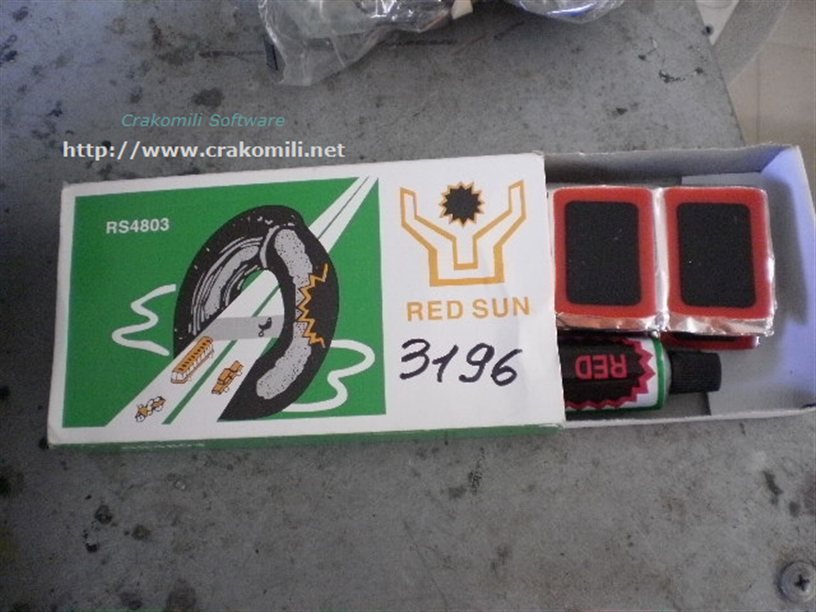 Crakomili Software
http://www.crakomili.net
RS4803
RED SUN
3196
RED